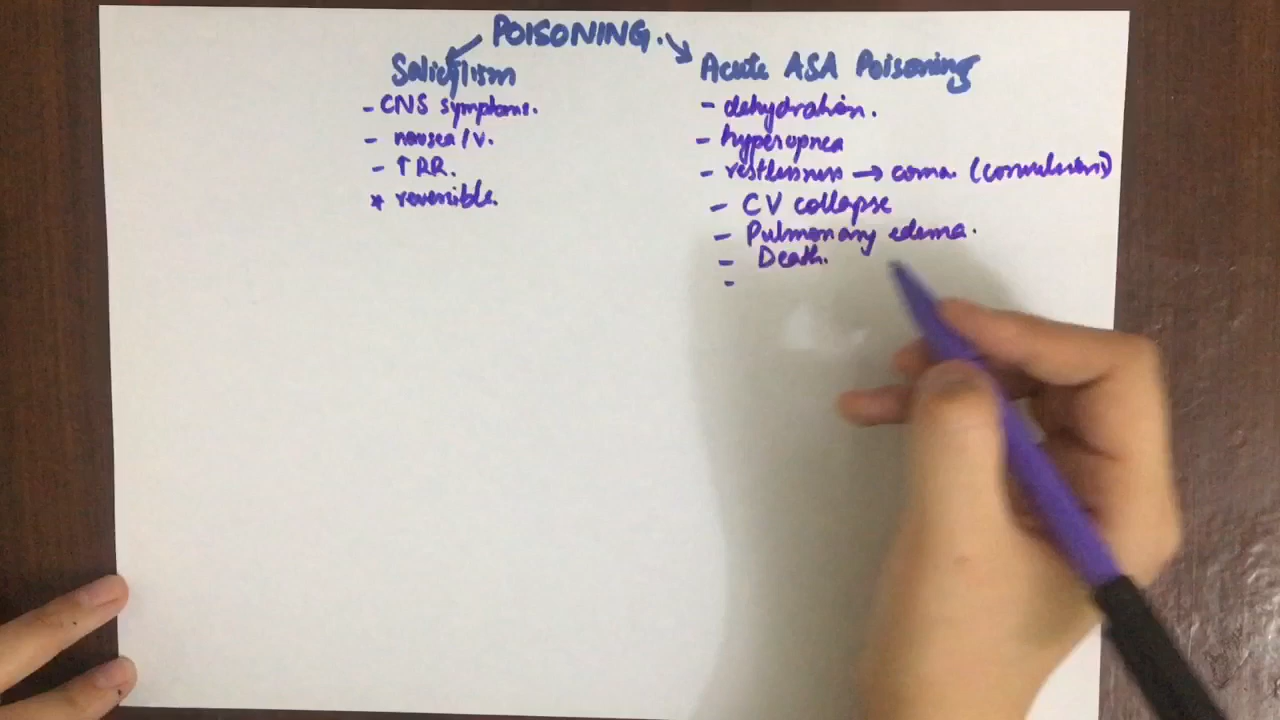 POISONING.
Salicylism
- CNS symptoms.
- nausea/V.
- ↑RR.
* reversible.
Acute ASA Poisoning
- dehydration.
- hyperopnea
- restlessness → coma (convulsions)
- CV collapse
- Pulmonary edema.
- Death.
-